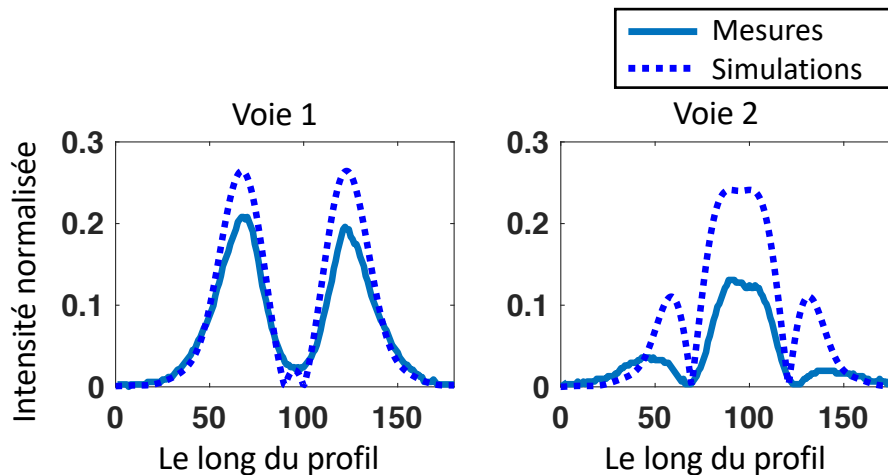 Mesures
Simulations
Voie 1
Voie 2
Intensité normalisée
0.3
0.2
0.1
0
0 50 100 150
Le long du profil
0.3
0.2
0.1
0
0 50 100 150
Le long du profil